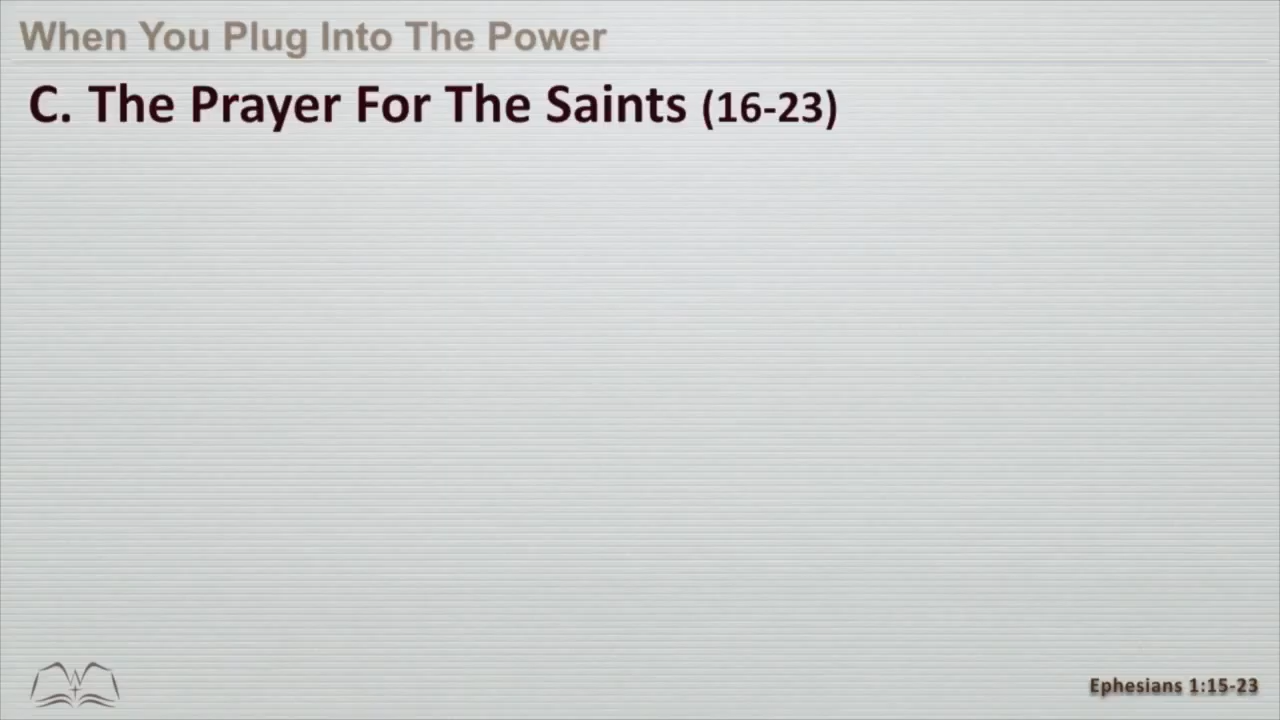 When You Plug Into The Power
C. The Prayer For The Saints (16-23)
Ephesians 1:15-23